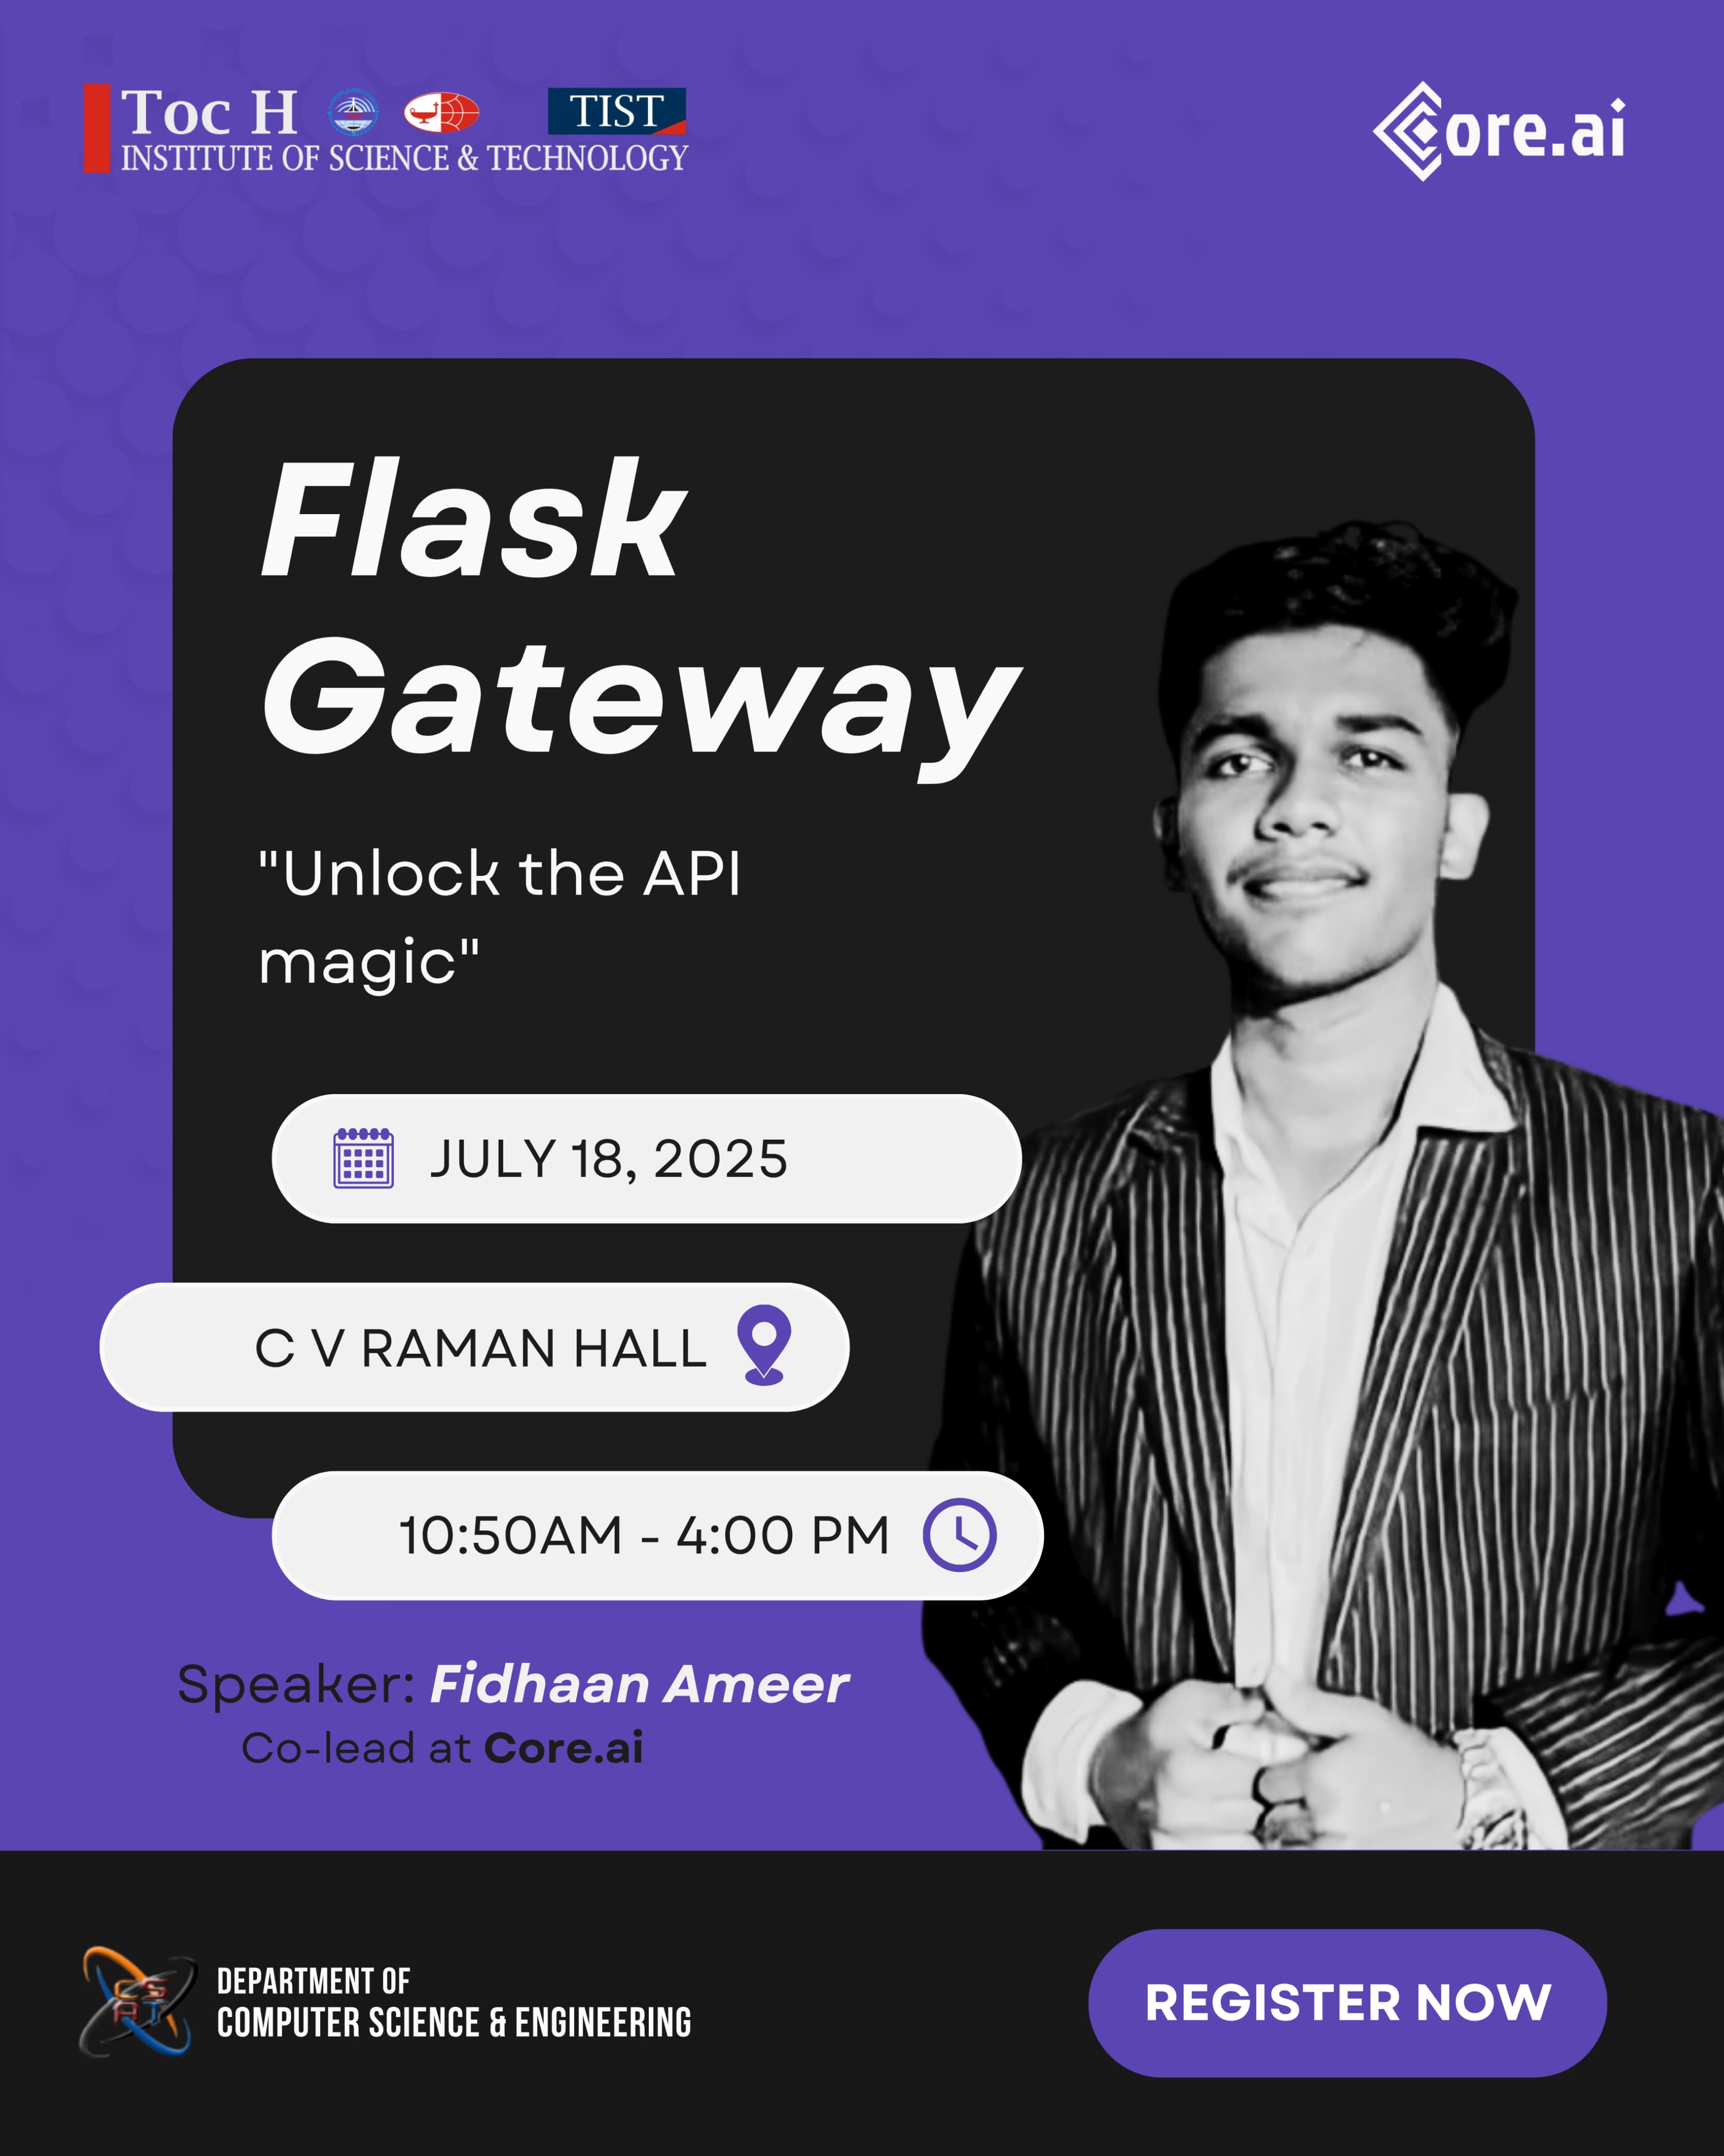 Toc H
TIST
INSTITUTE OF SCIENCE & TECHNOLOGY
Core.ai
Flask
Gateway
"Unlock the API
magic"
JULY 18, 2025
C V RAMAN HALL
10:50AM - 4:00 PM
Speaker: Fidhaan Ameer
Co-lead at Core.ai
DEPARTMENT OF
COMPUTER SCIENCE & ENGINEERING
REGISTER NOW